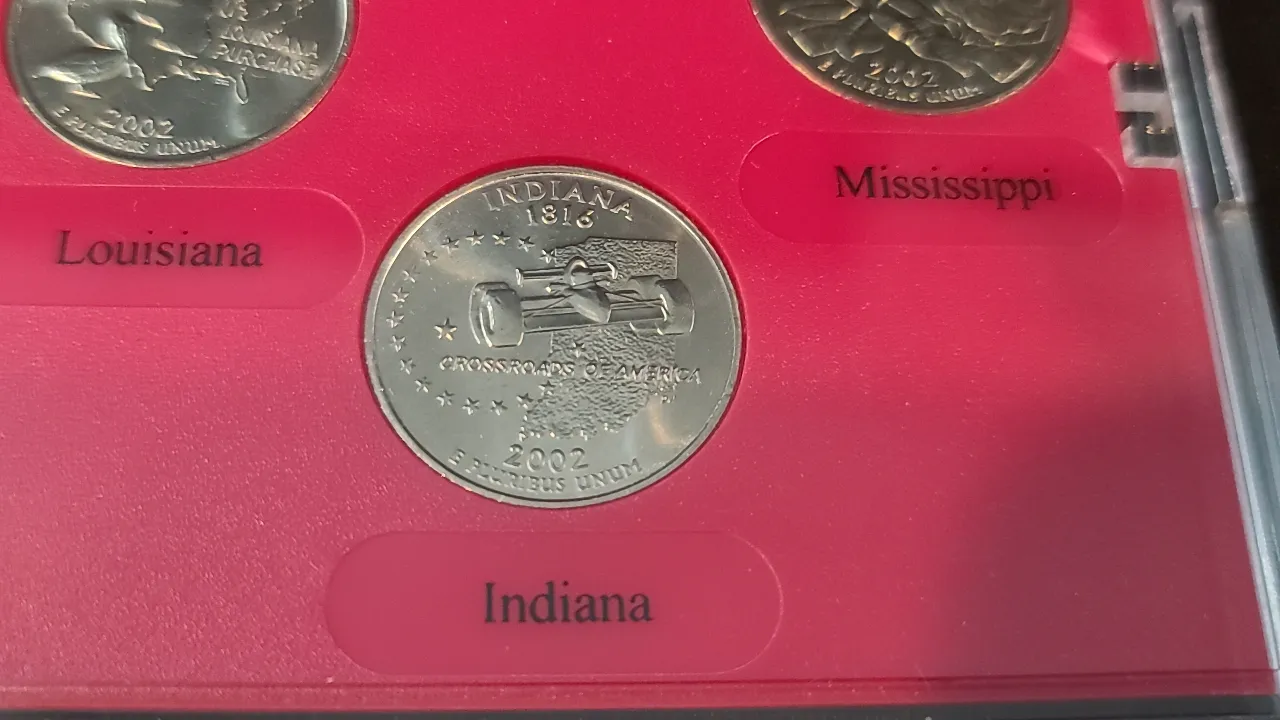 LOUISIANA
PURCHASE
2002
E PLURIBUS UNUM
Louisiana
2002
E PLURIBUS UNUM
Mississippi
INDIANA
1816
CROSSROADS OF AMERICA
2002
E PLURIBUS UNUM
Indiana